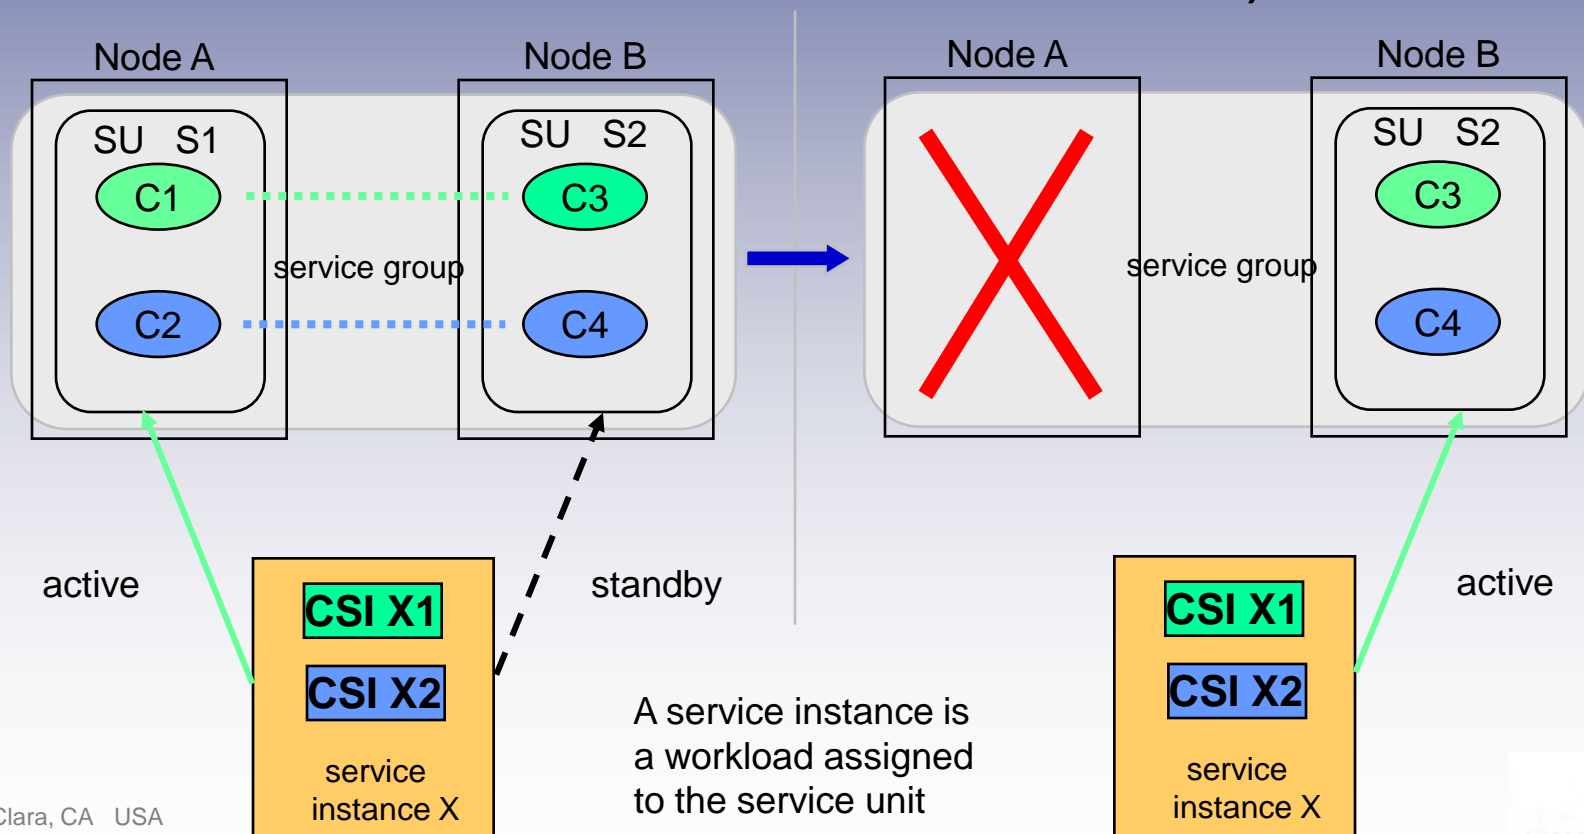 Node A
Node B
SU S1
SU S2
C1
C3
service group
C2
C4
active
standby
CSI X1
CSI X2
service
instance X
A service instance is
a workload assigned
to the service unit
Node A
Node B
SU S2
C3
service group
C4
active
CSI X1
CSI X2
service
instance X
Clara, CA USA